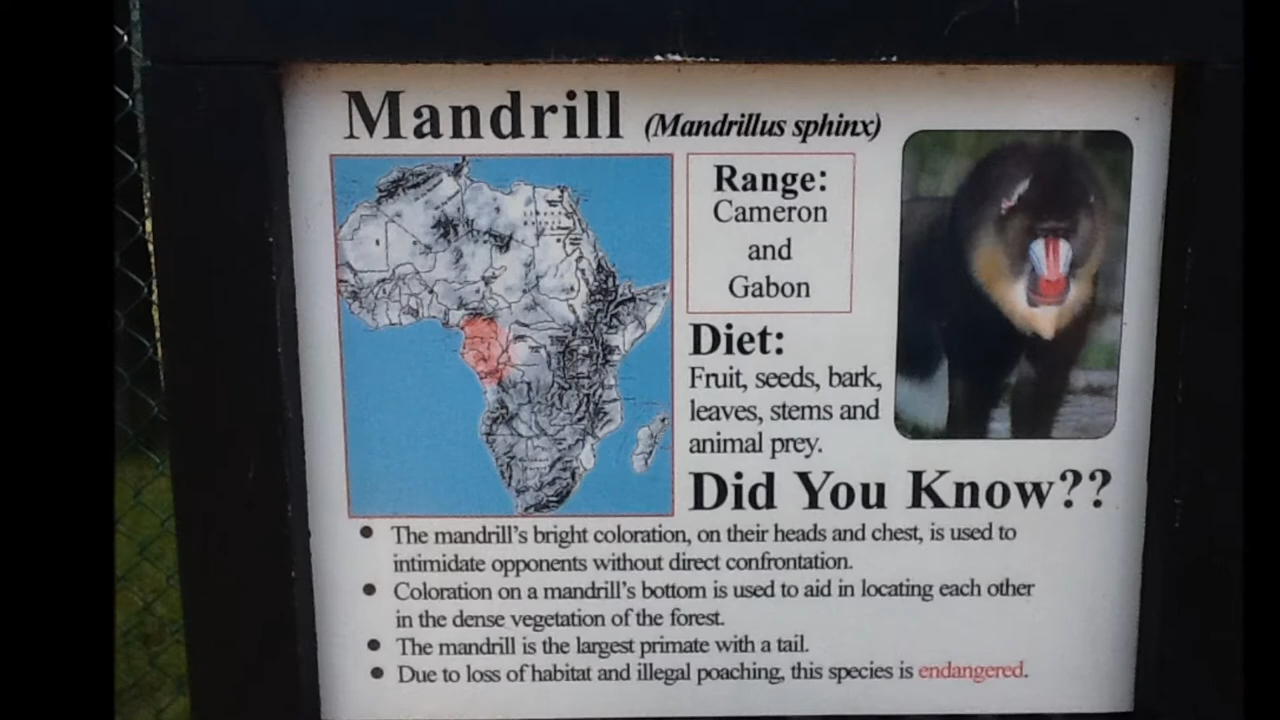 Mandrill (Mandrillus sphinx)
Range:
Cameron
and
Gabon
Diet:
Fruit, seeds, bark,
leaves, stems and
animal prey.
Did You Know??
• The mandrill's bright coloration, on their heads and chest, is used to
intimidate opponents without direct confrontation.
• Coloration on a mandrill's bottom is used to aid in locating each other
in the dense vegetation of the forest.
• The mandrill is the largest primate with a tail.
• Due to loss of habitat and illegal poaching, this species is endangered.